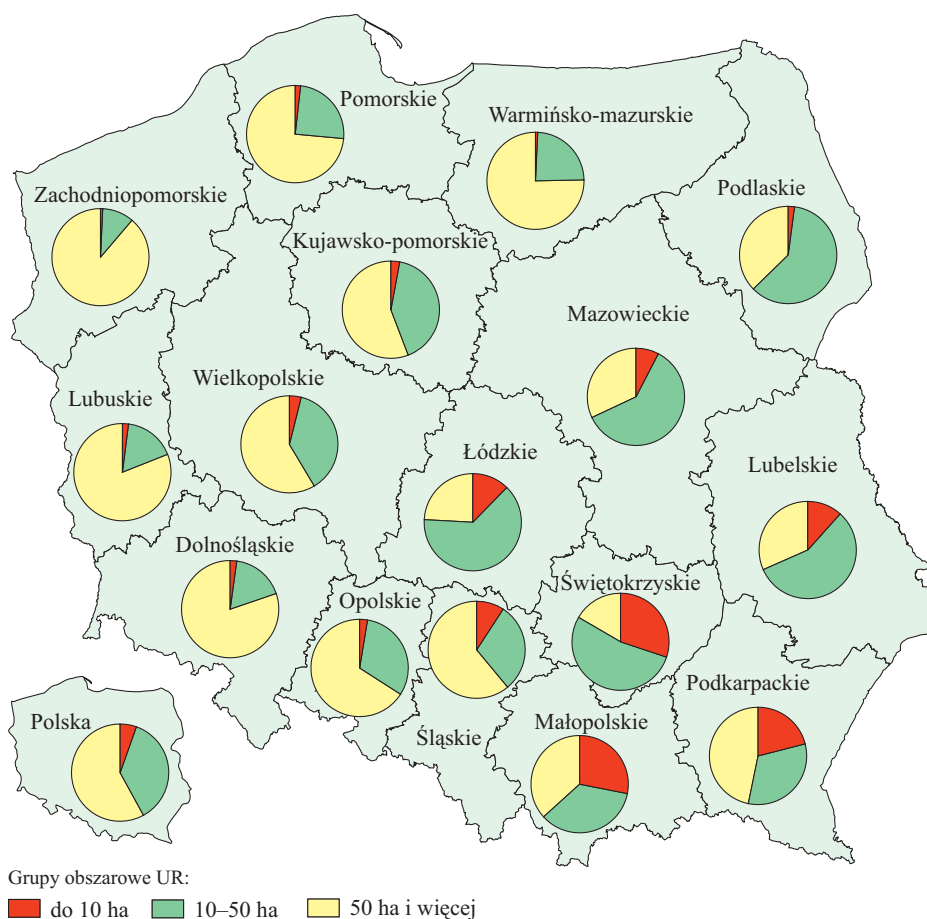 Pomorskie
Warmińsko-mazurskie
Zachodniopomorskie
Podlaskie
Kujawsko-pomorskie
Mazowieckie
Wielkopolskie
Lubuskie
Łódzkie
Lubelskie
Dolnośląskie
Świętokrzyskie
Opolskie
Podkarpackie
Polska
Małopolskie
Śląskie
Grupy obszarowe UR:
do 10 ha 10–50 ha 50 ha i więcej